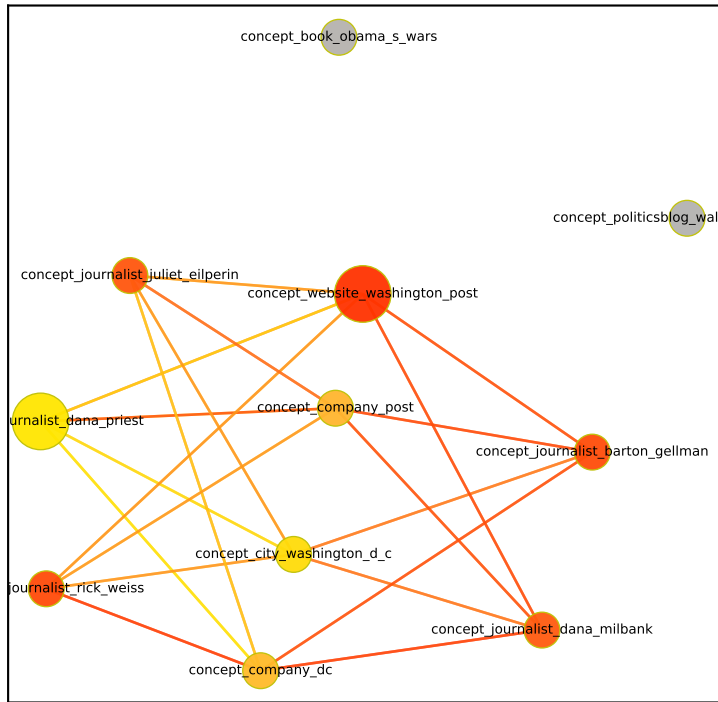 concept_book_obama_s_wars
concept_politicsblog_wal
concept_journalist_juliet_eilperin
concept_website_washington_post
concept_company_post
urnalist_dana_priest
concept_journalist_barton_gellman
concept_city_washington_d_c
journalist_rick_weiss
concept_journalist_dana_milbank
concept_company_dc